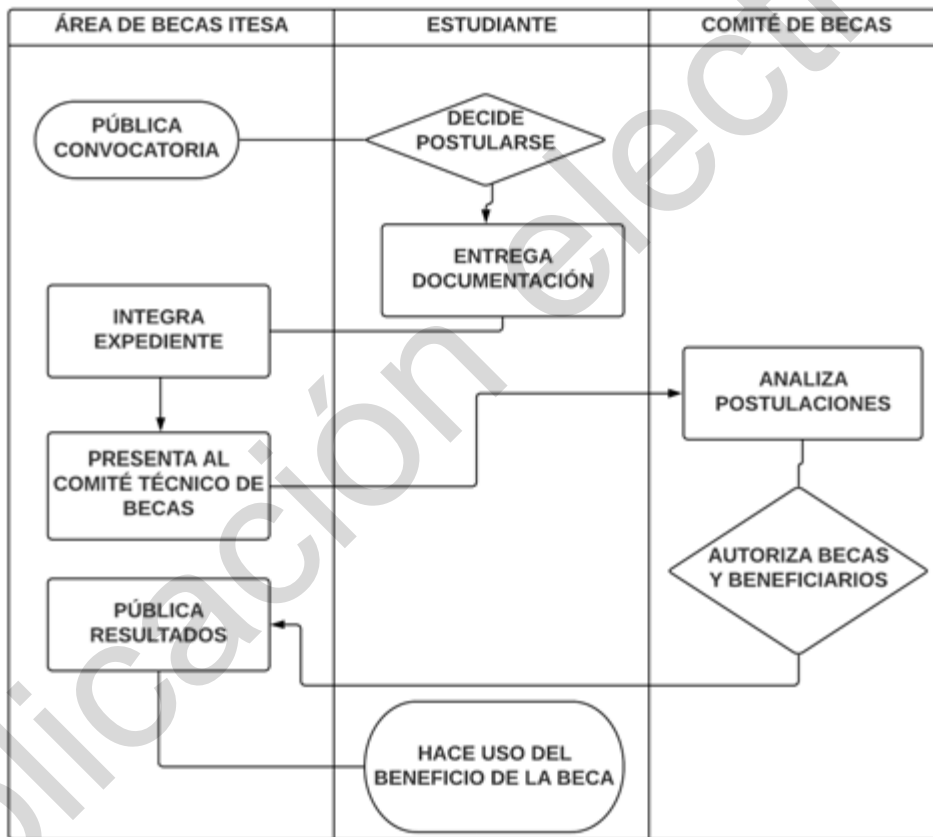 ÁREA DE BECAS ITESA
ESTUDIANTE
COMITÉ DE BECAS
PÚBLICA
CONVOCATORIA
DECIDE
POSTULARSE
ENTREGA
DOCUMENTACIÓN
INTEGRA
EXPEDIENTE
ANALIZA
POSTULACIONES
PRESENTA AL
COMITÉ TÉCNICO DE
BECAS
AUTORIZA BECAS
Y BENEFICIARIOS
PÚBLICA
RESULTADOS
HACE USO DEL
BENEFICIO DE LA BECA